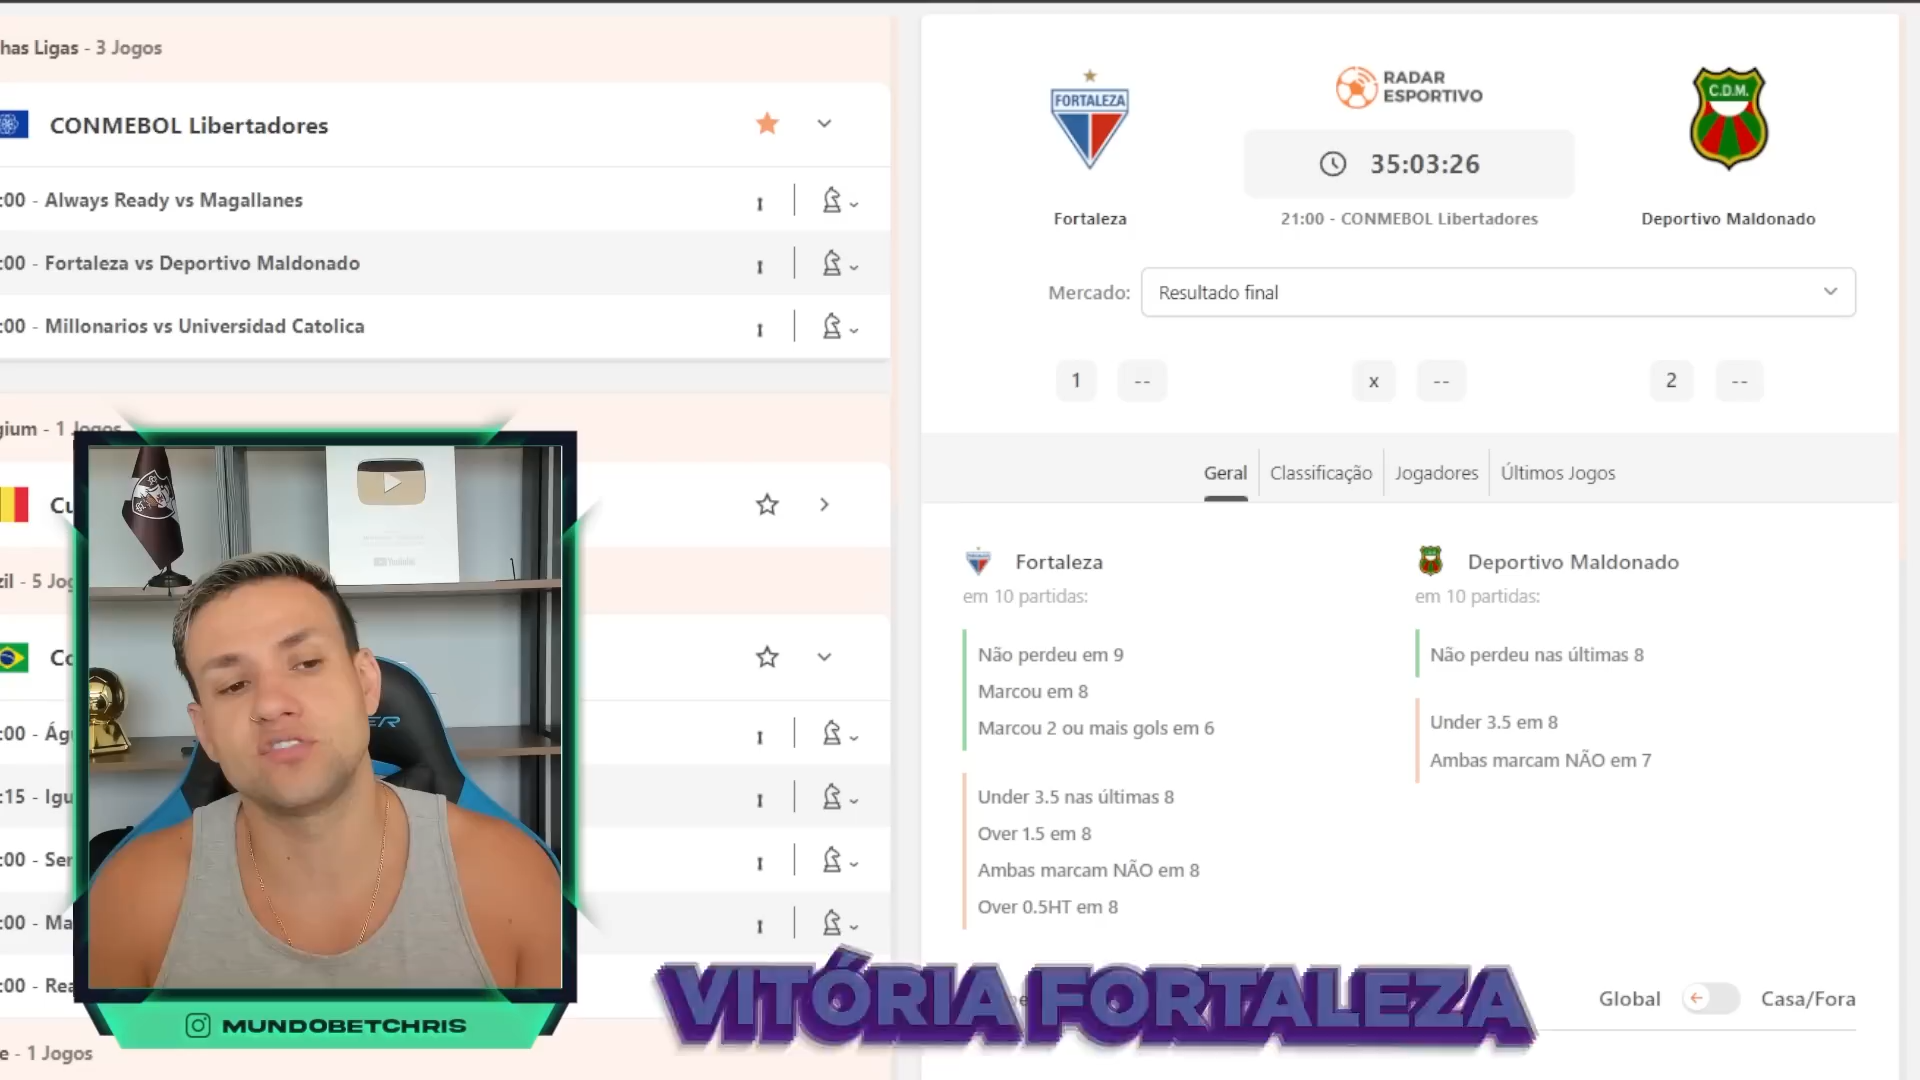 has Ligas - 3 Jogos
CONMEBOL Libertadores
:00 - Always Ready vs Magallanes
:00 - Fortaleza vs Deportivo Maldonado
:00 - Millonarios vs Universidad Catolica
gium - 1 Jogos
Cu
zil - 5 Jog
Co
:00 - Águ
:15 - Igu
:00 - Ser
:00 - Ma
:00 - Rea
e - 1 Jogos
YouTube
MUNDOBETCHRIS
FORTALEZA
RADAR
ESPORTIVO
C.D.M.
35:03:26
Fortaleza
21:00 - CONMEBOL Libertadores
Deportivo Maldonado
Mercado: Resultado final
1 -- x -- 2 --
Geral Classificação Jogadores Últimos Jogos
Fortaleza
em 10 partidas:
Não perdeu em 9
Marcou em 8
Marcou 2 ou mais gols em 6
Under 3.5 nas últimas 8
Over 1.5 em 8
Ambas marcam NÃO em 8
Over 0.5HT em 8
Deportivo Maldonado
em 10 partidas:
Não perdeu nas últimas 8
Under 3.5 em 8
Ambas marcam NÃO em 7
Global Casa/Fora
VITÓRIA FORTALEZA